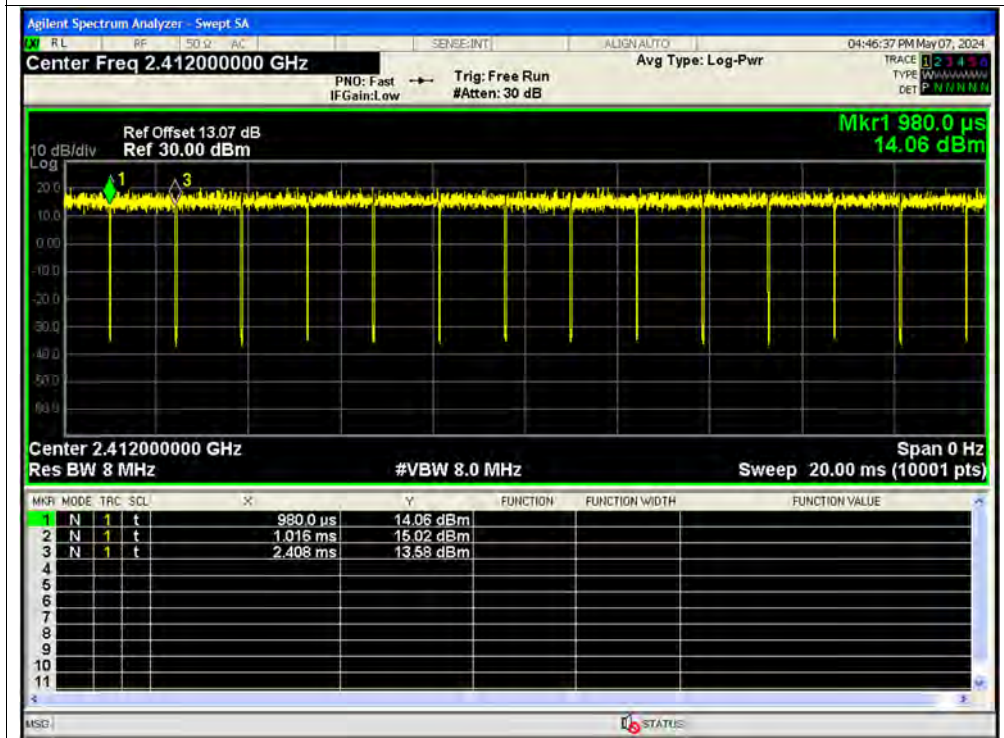 Agilent Spectrum Analyzer - Swept SA
RL RF 50 Ω AC SENSE:INT ALIGN AUTO 04:46:37 PM May 07, 2024
Center Freq 2.412000000 GHz Avg Type: Log-Pwr TRACE 1 2 3 4 5 6
PNO: Fast Trig: Free Run TYPE WWWWWW
IFGain:Low #Atten: 30 dB DET P N N N N N
Mkr1 980.0 µs
Ref Offset 13.07 dB
10 dB/div Ref 30.00 dBm 14.06 dBm
Log
1 3
20.0
10.0
0.00
-10.0
-20.0
-30.0
-40.0
-50.0
-60.0
Center 2.412000000 GHz Span 0 Hz
Res BW 8 MHz #VBW 8.0 MHz Sweep 20.00 ms (10001 pts)
MKR MODE TRC SCL X Y FUNCTION FUNCTION WIDTH FUNCTION VALUE
1 N 1 t 980.0 µs 14.06 dBm
2 N 1 t 1.016 ms 15.02 dBm
3 N 1 t 2.408 ms 13.58 dBm
4
5
6
7
8
9
10
11
MSG STATUS